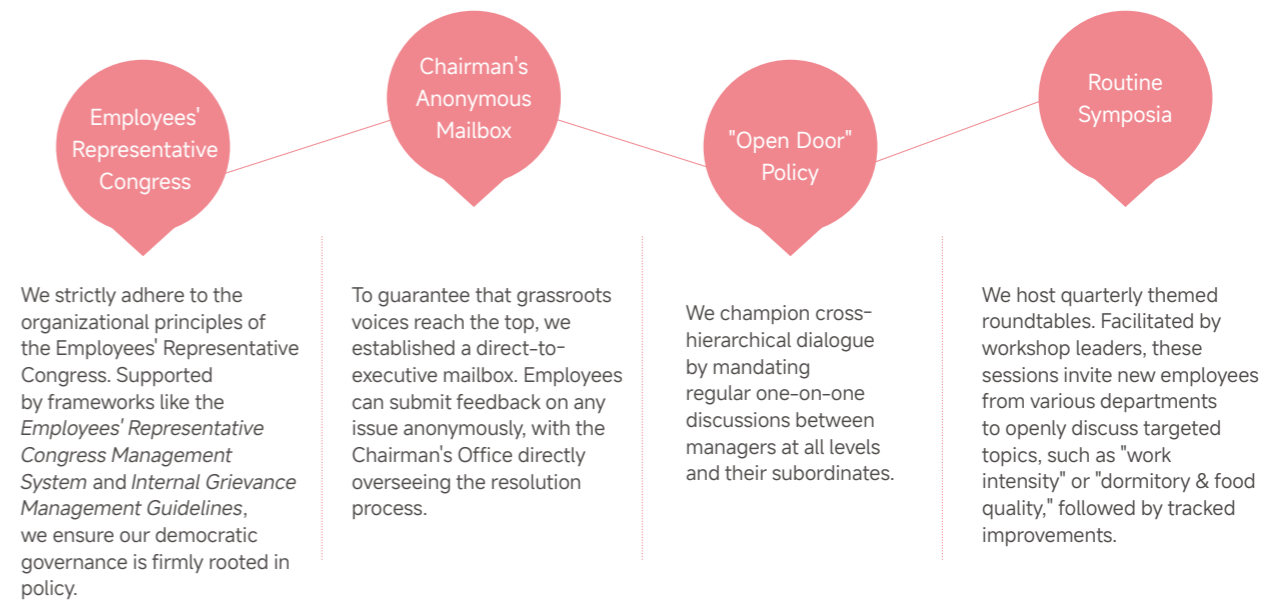 Employees'
Representative
Congress
Chairman's
Anonymous
Mailbox
"Open Door"
Policy
Routine
Symposia
We strictly adhere to the
organizational principles of
the Employees' Representative
Congress. Supported
by frameworks like the
Employees' Representative
Congress Management
System and Internal Grievance
Management Guidelines,
we ensure our democratic
governance is firmly rooted in
policy.
To guarantee that grassroots
voices reach the top, we
established a direct-to-
executive mailbox. Employees
can submit feedback on any
issue anonymously, with the
Chairman's Office directly
overseeing the resolution
process.
We champion cross-
hierarchical dialogue
by mandating
regular one-on-one
discussions between
managers at all levels
and their subordinates.
We host quarterly themed
roundtables. Facilitated by
workshop leaders, these
sessions invite new employees
from various departments
to openly discuss targeted
topics, such as "work
intensity" or "dormitory & food
quality," followed by tracked
improvements.